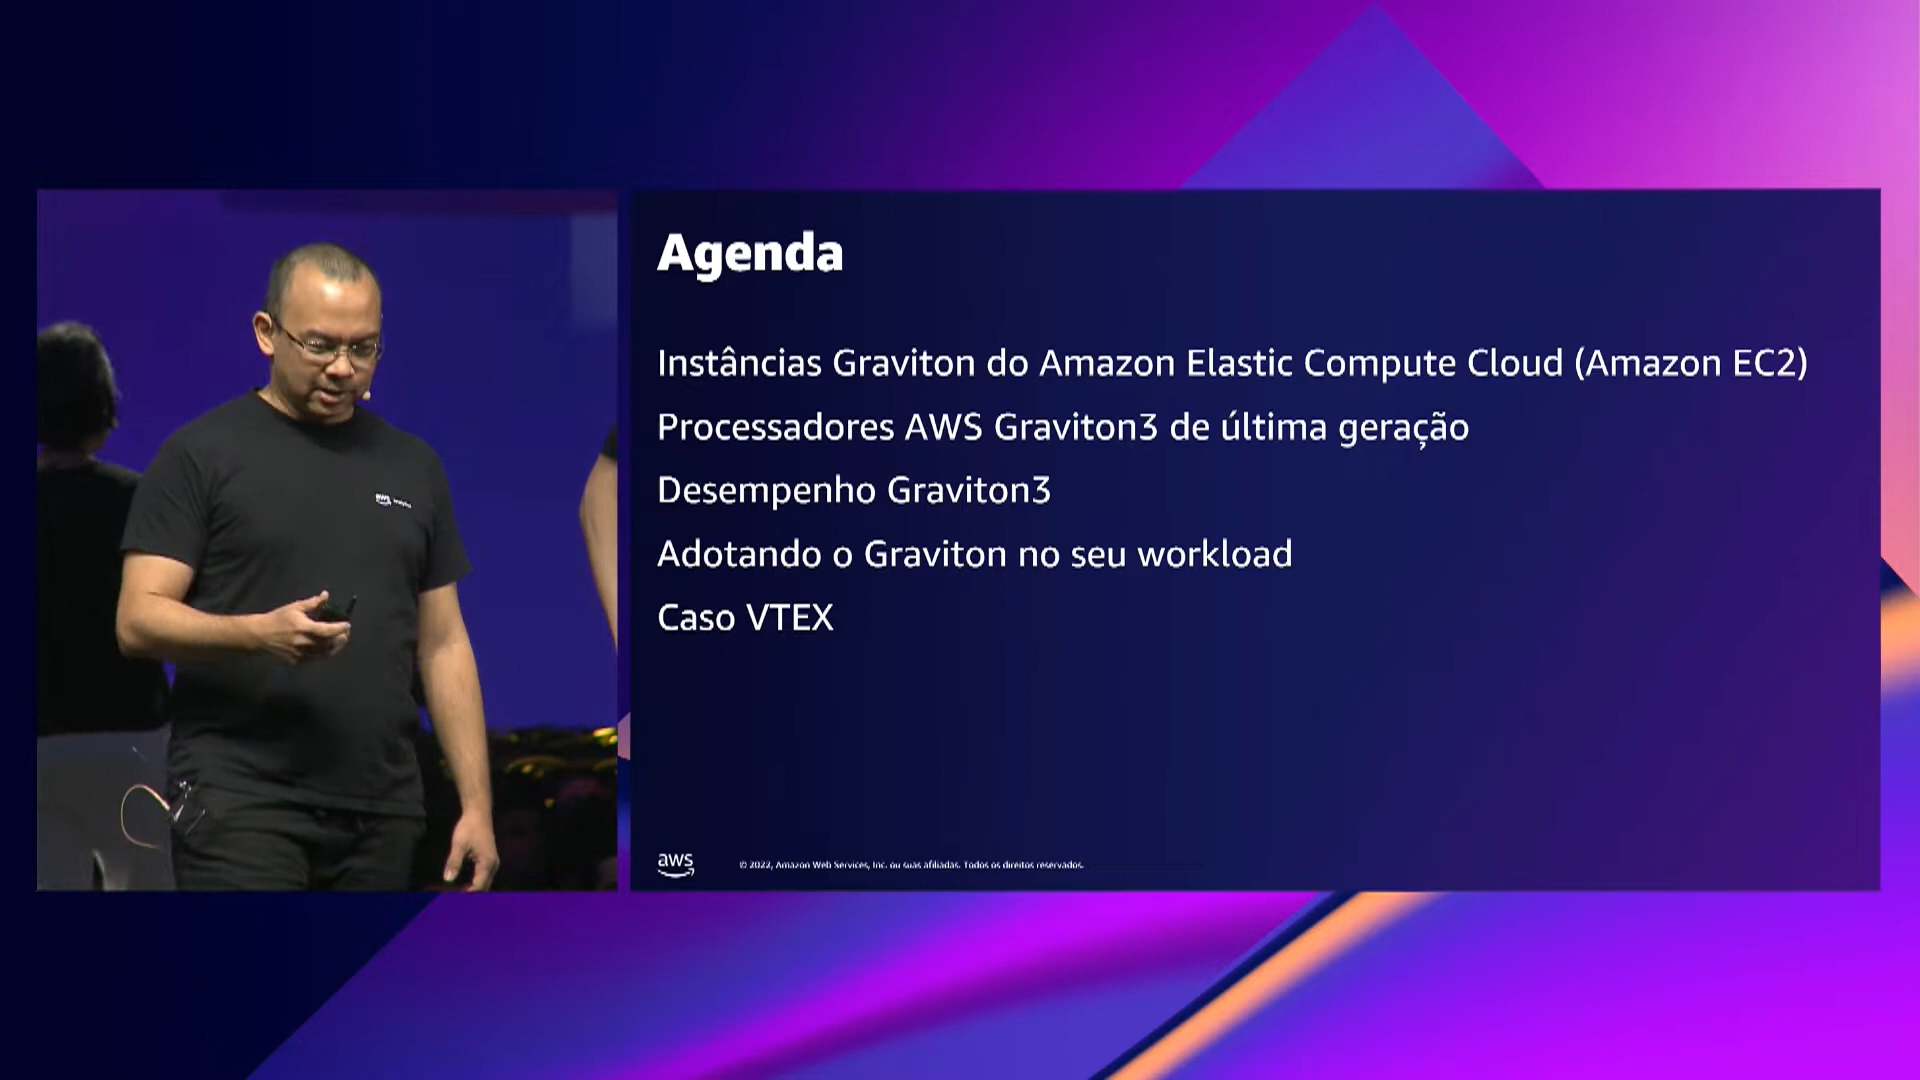 Agenda
Instâncias Graviton do Amazon Elastic Compute Cloud (Amazon EC2)
Processadores AWS Graviton3 de última geração
Desempenho Graviton3
Adotando o Graviton no seu workload
Caso VTEX
aws
© 2022, Amazon Web Services, Inc. ou suas afiliadas. Todos os direitos reservados.
aws